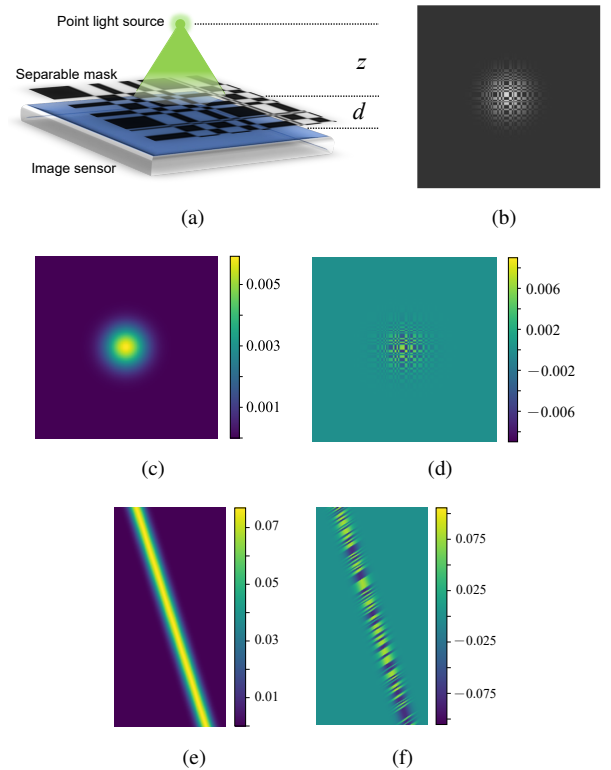 Point light source
z
Separable mask
d
Image sensor
(a)
(b)
0.005
0.003
0.001
0.006
0.002
−0.002
−0.006
(c)
(d)
0.07
0.05
0.03
0.01
0.075
0.025
−0.025
−0.075
(e)
(f)